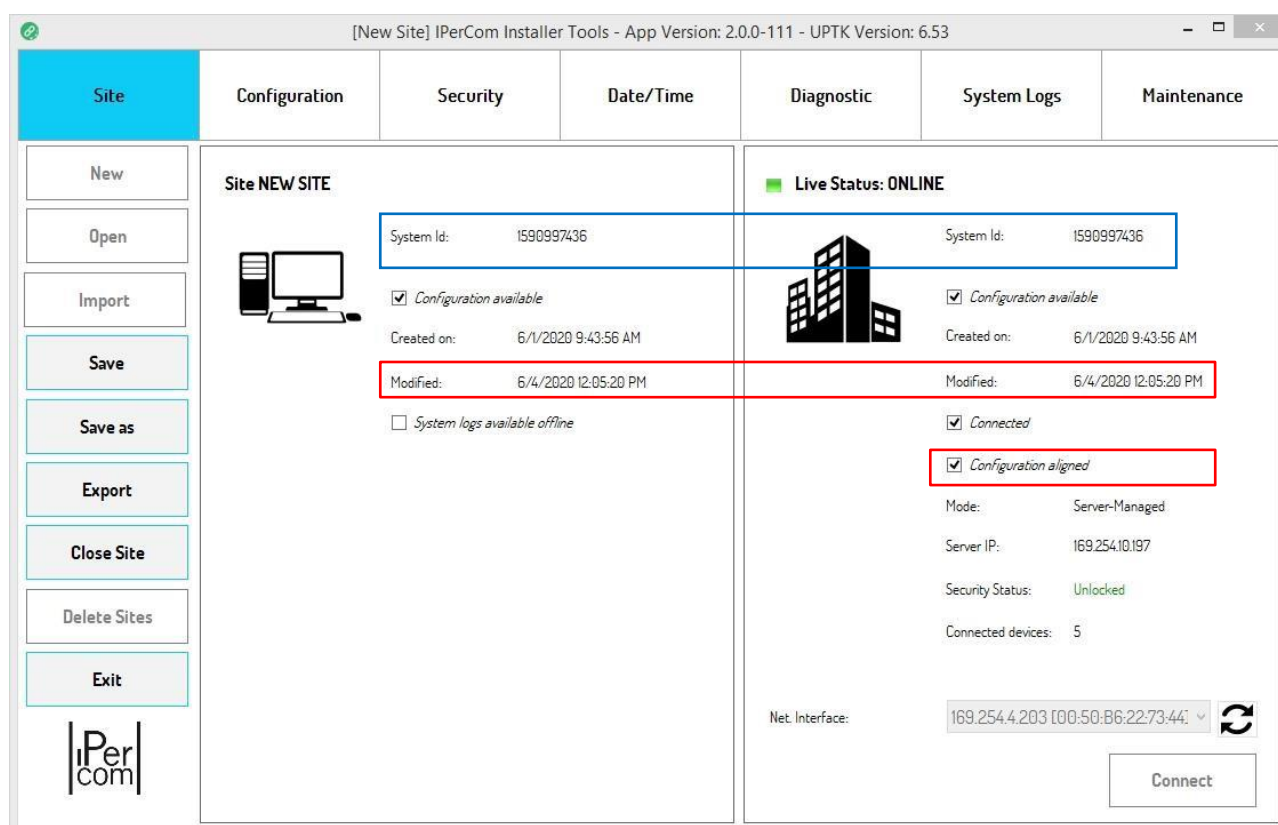 [New Site] IPerCom Installer Tools - App Version: 2.0.0-111 - UPTK Version: 6.53
Site
Configuration
Security
Date/Time
Diagnostic
System Logs
Maintenance
New
Open
Import
Save
Save as
Export
Close Site
Delete Sites
Exit
IPer
com
Site NEW SITE
System Id: 1590997436
Configuration available
Created on: 6/1/2020 9:43:56 AM
Modified: 6/4/2020 12:05:20 PM
System logs available offline
Live Status: ONLINE
System Id: 1590997436
Configuration available
Created on: 6/1/2020 9:43:56 AM
Modified: 6/4/2020 12:05:20 PM
Connected
Configuration aligned
Mode: Server-Managed
Server IP: 169.254.10.197
Security Status: Unlocked
Connected devices: 5
Net. Interface: 169.254.4.203 [00:50:B6:22:73:44]
Connect